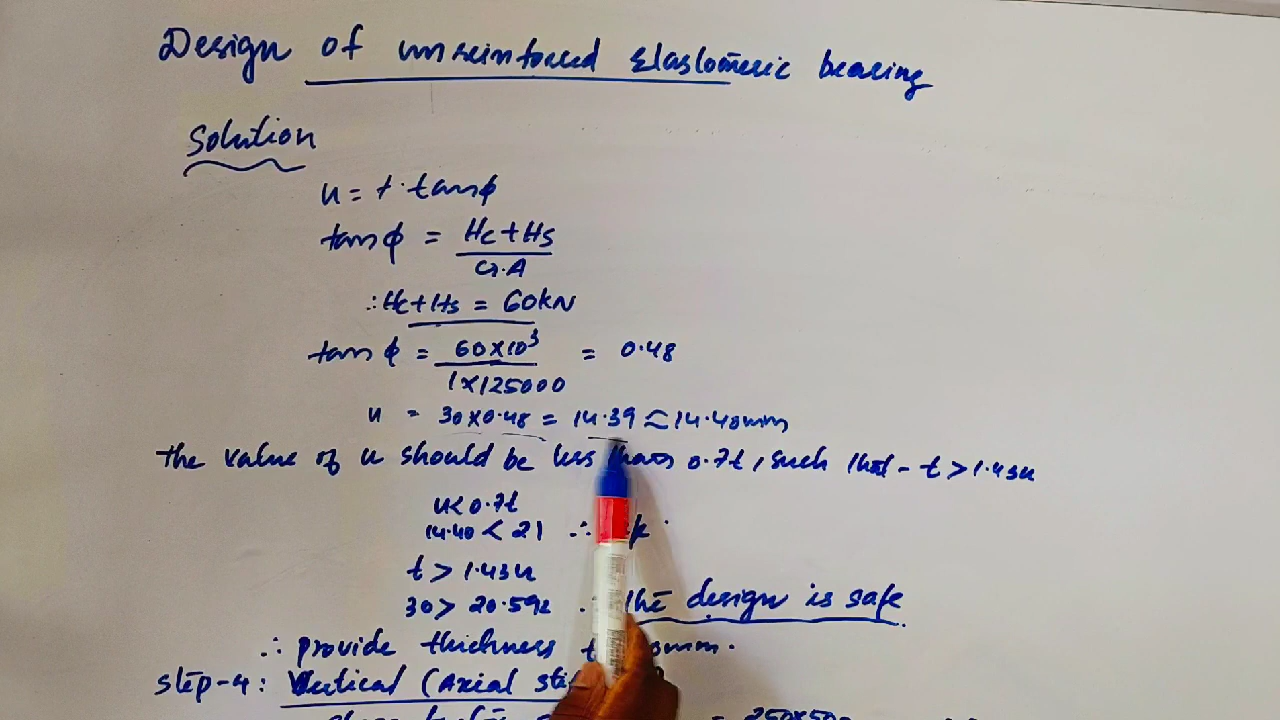 Design of unreinforced Elastomeric bearing
Solution
u = t·tanϕ
tanϕ = Hc+Hs / G.A
∴ Hc+Hs = 60kN
tanϕ = 60×10³ / 1×125000 = 0.48
u = 30×0.48 = 14.39 ≃ 14.40mm
the value of u should be less than 0.7t, such that - t > 1.43u
u < 0.7t
14.40 < 21 ∴
t > 1.43u
30 > 20.592 the design is safe
∴ provide thickness
Step-4: Vertical (Axial
= 250×500